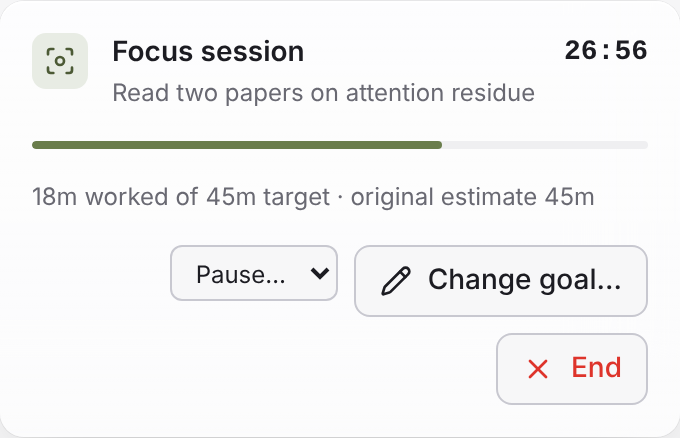 Focus session 26:56
Read two papers on attention residue
18m worked of 45m target · original estimate 45m
Pause... Change goal...
End